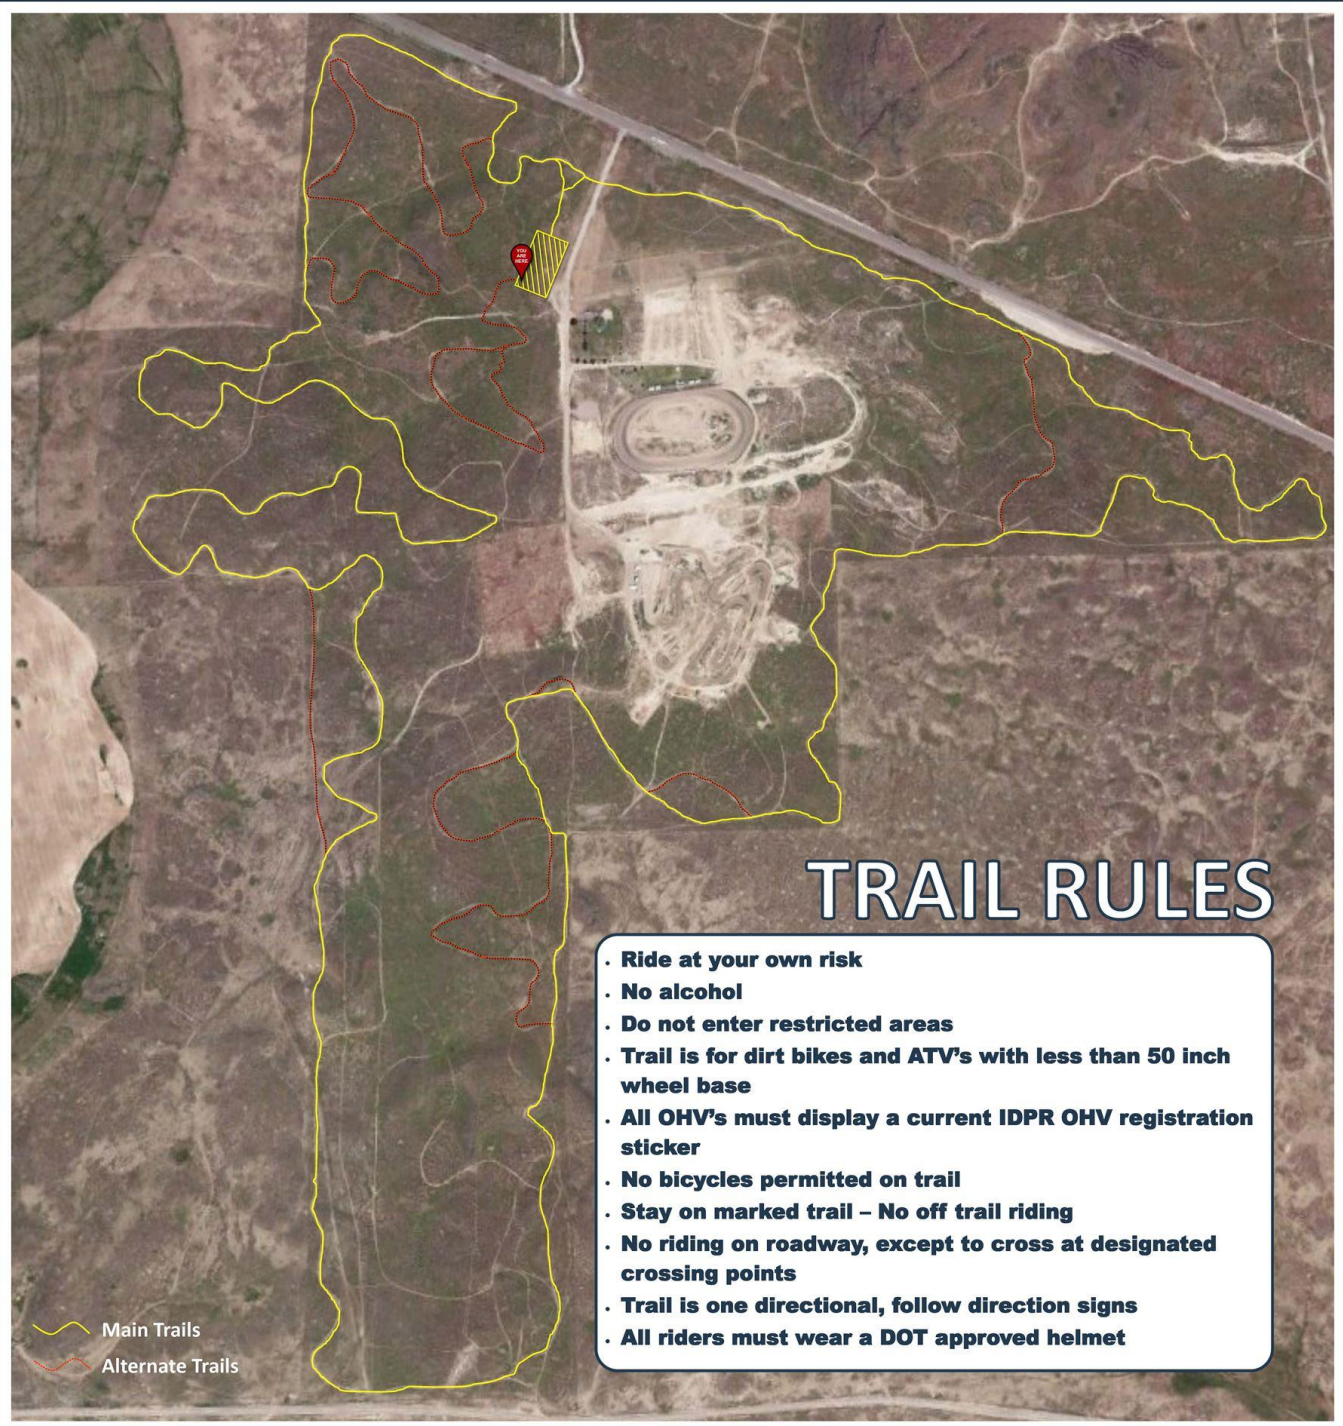 YOU
ARE
HERE
TRAIL RULES
• Ride at your own risk
• No alcohol
• Do not enter restricted areas
• Trail is for dirt bikes and ATV’s with less than 50 inch
wheel base
• All OHV’s must display a current IDPR OHV registration
sticker
• No bicycles permitted on trail
• Stay on marked trail – No off trail riding
• No riding on roadway, except to cross at designated
crossing points
• Trail is one directional, follow direction signs
• All riders must wear a DOT approved helmet
Main Trails
Alternate Trails